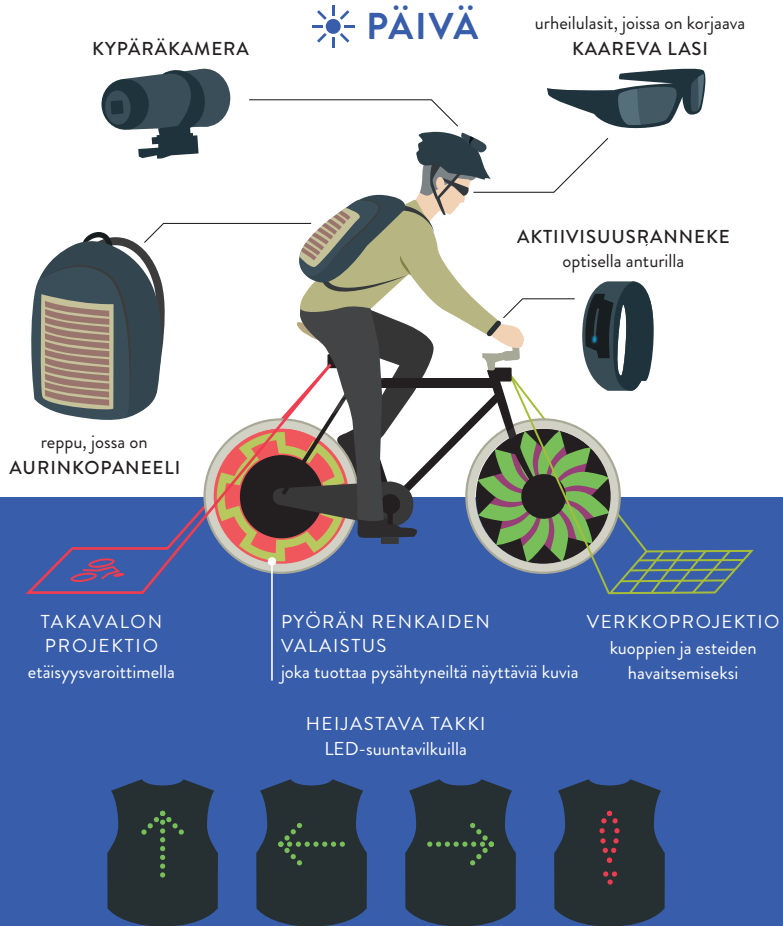 PÄIVÄ
KYPÄRÄKAMERA
urheilulasit, joissa on korjaava
KAAREVA LASI
AKTIIVISUUSRANNEKE
optisella anturilla
reppu, jossa on
AURINKOPANEELI
TAKAVALON
PROJEKTIO
etäisyysvaroittimella
PYÖRÄN RENKAIDEN
VALAISTUS
joka tuottaa pysähtyneiltä näyttäviä kuvia
VERKKOPROJEKTIO
kuoppien ja esteiden
havaitsemiseksi
HEIJASTAVA TAKKI
LED-suuntavilkuilla